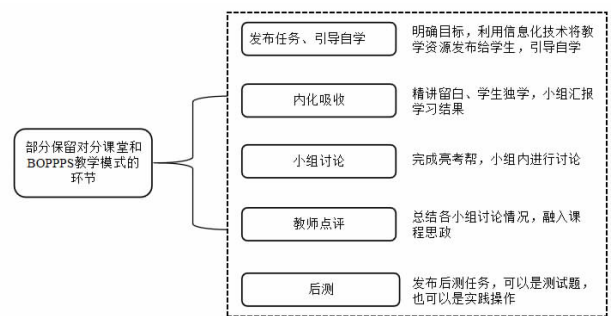 部分保留对分课堂和
BOPPPS教学模式的
环节
发布任务、引导自学
明确目标，利用信息化技术将教
学资源发布给学生，引导自学
内化吸收
精讲留白、学生独学，小组汇报
学习结果
小组讨论
完成亮考帮，小组内进行讨论
教师点评
总结各小组讨论情况，融入课
程思政
后测
发布后测任务，可以是测试题，
也可以是实践操作